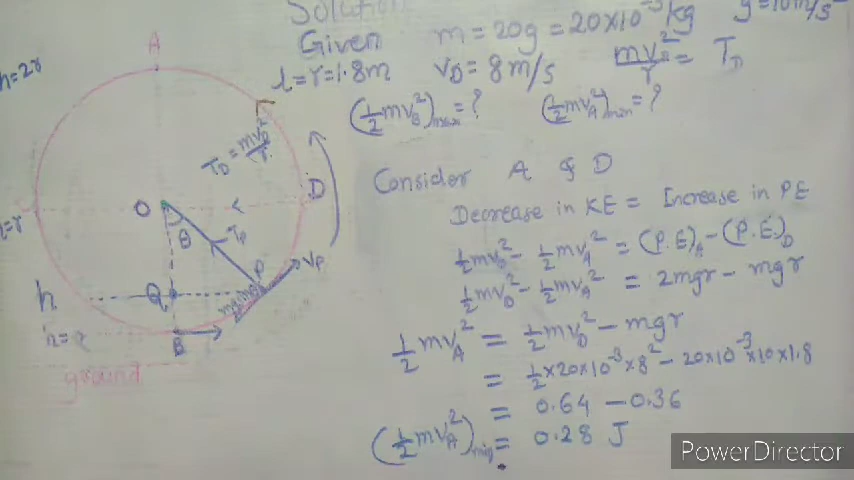 Solution
Given m = 20g = 20×10⁻³ kg g = 10m/s²
l = r = 1.8m v_D = 8 m/s mv²/r = T_D
(½mv_B²)max = ? (½mv_A²)min = ?
Consider A & D
Decrease in KE = Increase in PE
½mv_D² - ½mv_A² = (P.E)_A - (P.E.)_D
½mv_D² - ½mv_A² = 2mgr - mgr
½mv_A² = ½mv_D² - mgr
= ½×20×10⁻³×8² - 20×10⁻³×10×1.8
= 0.64 - 0.36
(½mv_A²)min = 0.28 J
h=2r
A
T_D = mv_D²/r
D
O
θ
T_P
P
v_P
h
Q
B
ground
PowerDirector